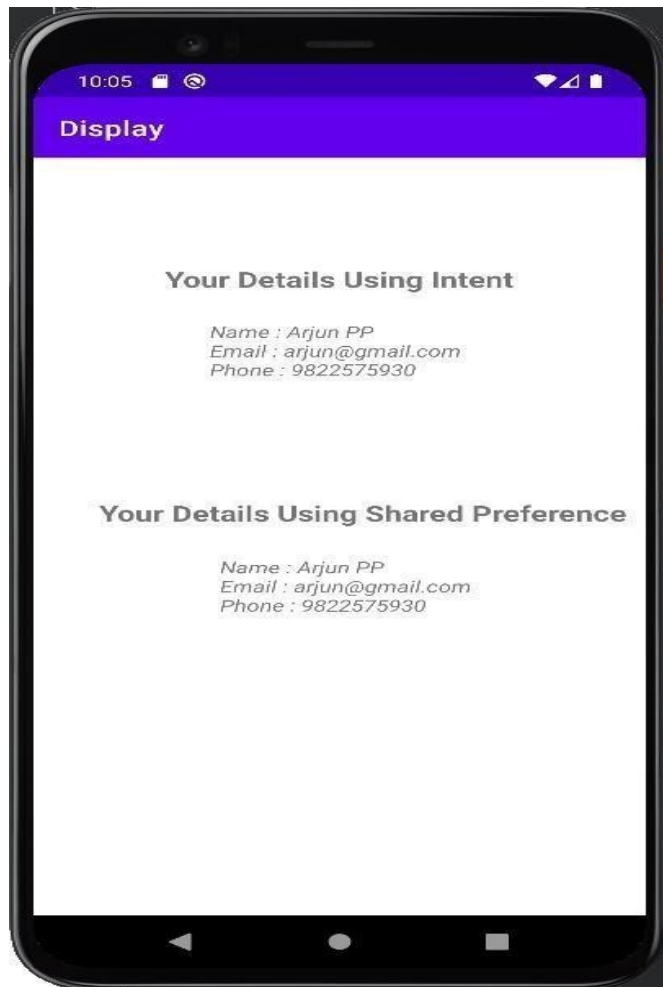 10:05
Display
Your Details Using Intent
Name : Arjun PP
Email : arjun@gmail.com
Phone : 9822575930
Your Details Using Shared Preference
Name : Arjun PP
Email : arjun@gmail.com
Phone : 9822575930